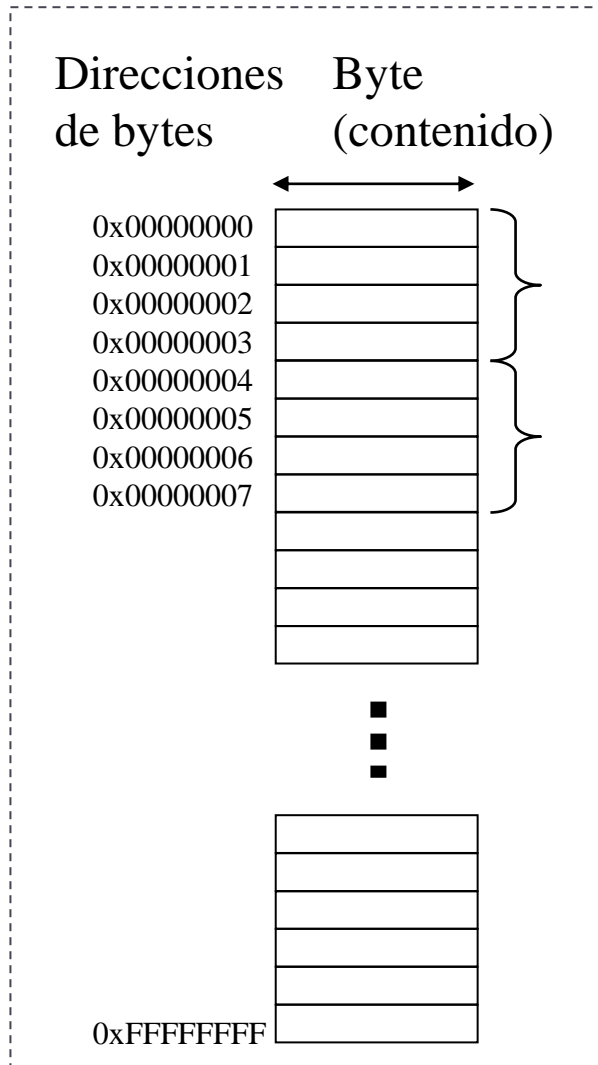 Direcciones Byte
de bytes (contenido)
0x00000000
0x00000001
0x00000002
0x00000003
0x00000004
0x00000005
0x00000006
0x00000007
0xFFFFFFFF